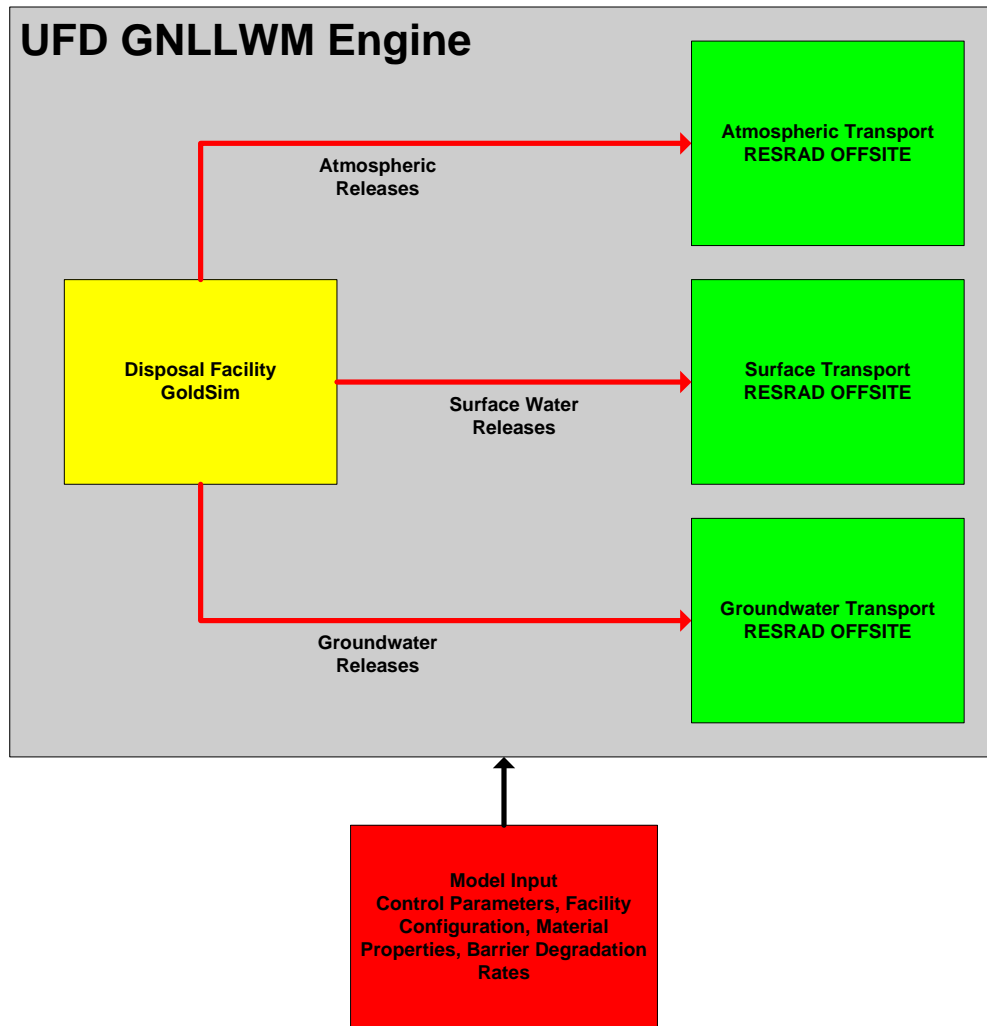 UFD GNLLWM Engine
Atmospheric Transport
RESRAD OFFSITE
Atmospheric
Releases
Disposal Facility
GoldSim
Surface Transport
RESRAD OFFSITE
Surface Water
Releases
Groundwater Transport
RESRAD OFFSITE
Groundwater
Releases
Model Input
Control Parameters, Facility
Configuration, Material
Properties, Barrier Degradation
Rates